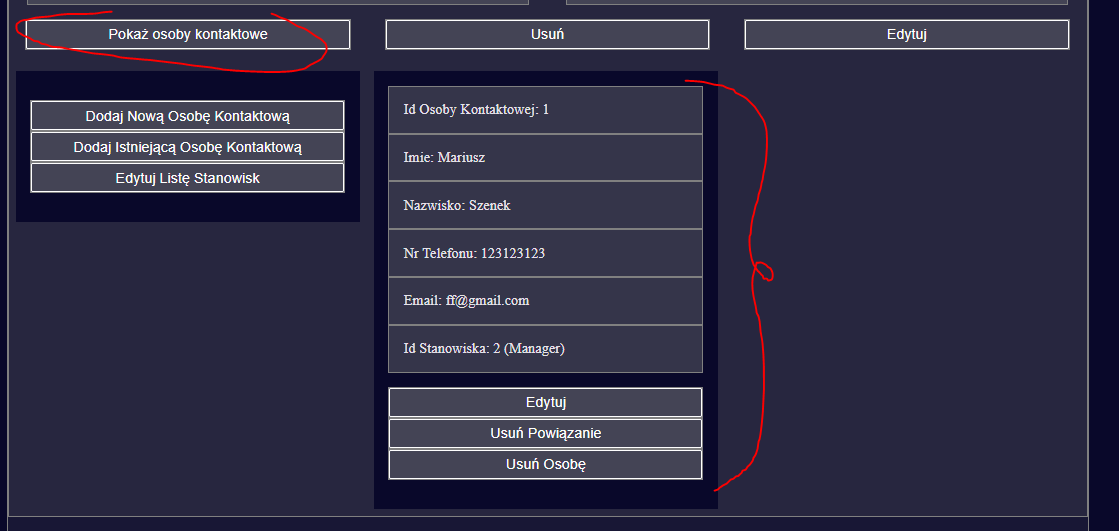 Pokaż osoby kontaktowe
Usuń
Edytuj
Dodaj Nową Osobę Kontaktową
Dodaj Istniejącą Osobę Kontaktową
Edytuj Listę Stanowisk
Id Osoby Kontaktowej: 1
Imie: Mariusz
Nazwisko: Szenek
Nr Telefonu: 123123123
Email: ff@gmail.com
Id Stanowiska: 2 (Manager)
Edytuj
Usuń Powiązanie
Usuń Osobę